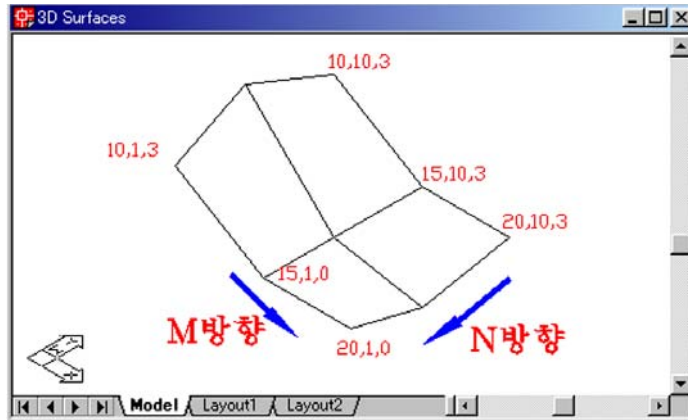 3D Surfaces
10,10,3
10,1,3
15,10,3
20,10,3
15,1,0
M방향
N방향
20,1,0
Model
Layout1
Layout2